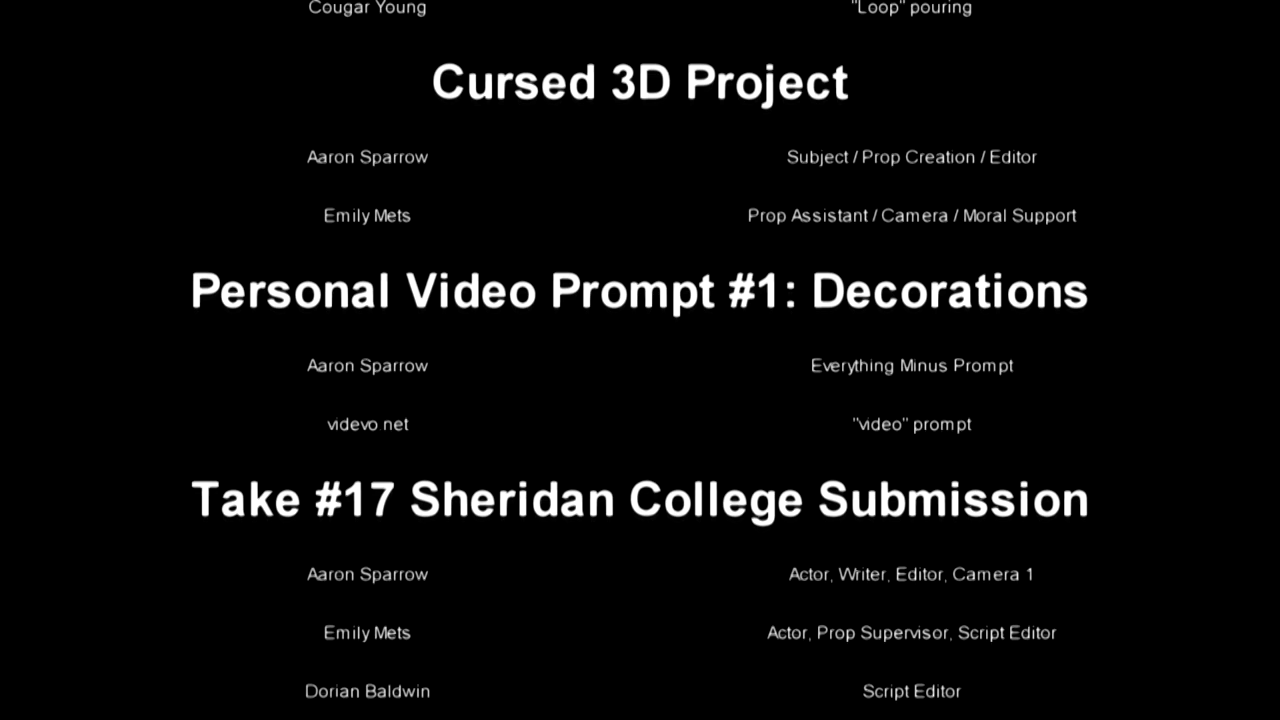 Cougar Young "Loop" pouring
Cursed 3D Project
Aaron Sparrow Subject / Prop Creation / Editor
Emily Mets Prop Assistant / Camera / Moral Support
Personal Video Prompt #1: Decorations
Aaron Sparrow Everything Minus Prompt
videvo.net "video" prompt
Take #17 Sheridan College Submission
Aaron Sparrow Actor, Writer, Editor, Camera 1
Emily Mets Actor, Prop Supervisor, Script Editor
Dorian Baldwin Script Editor